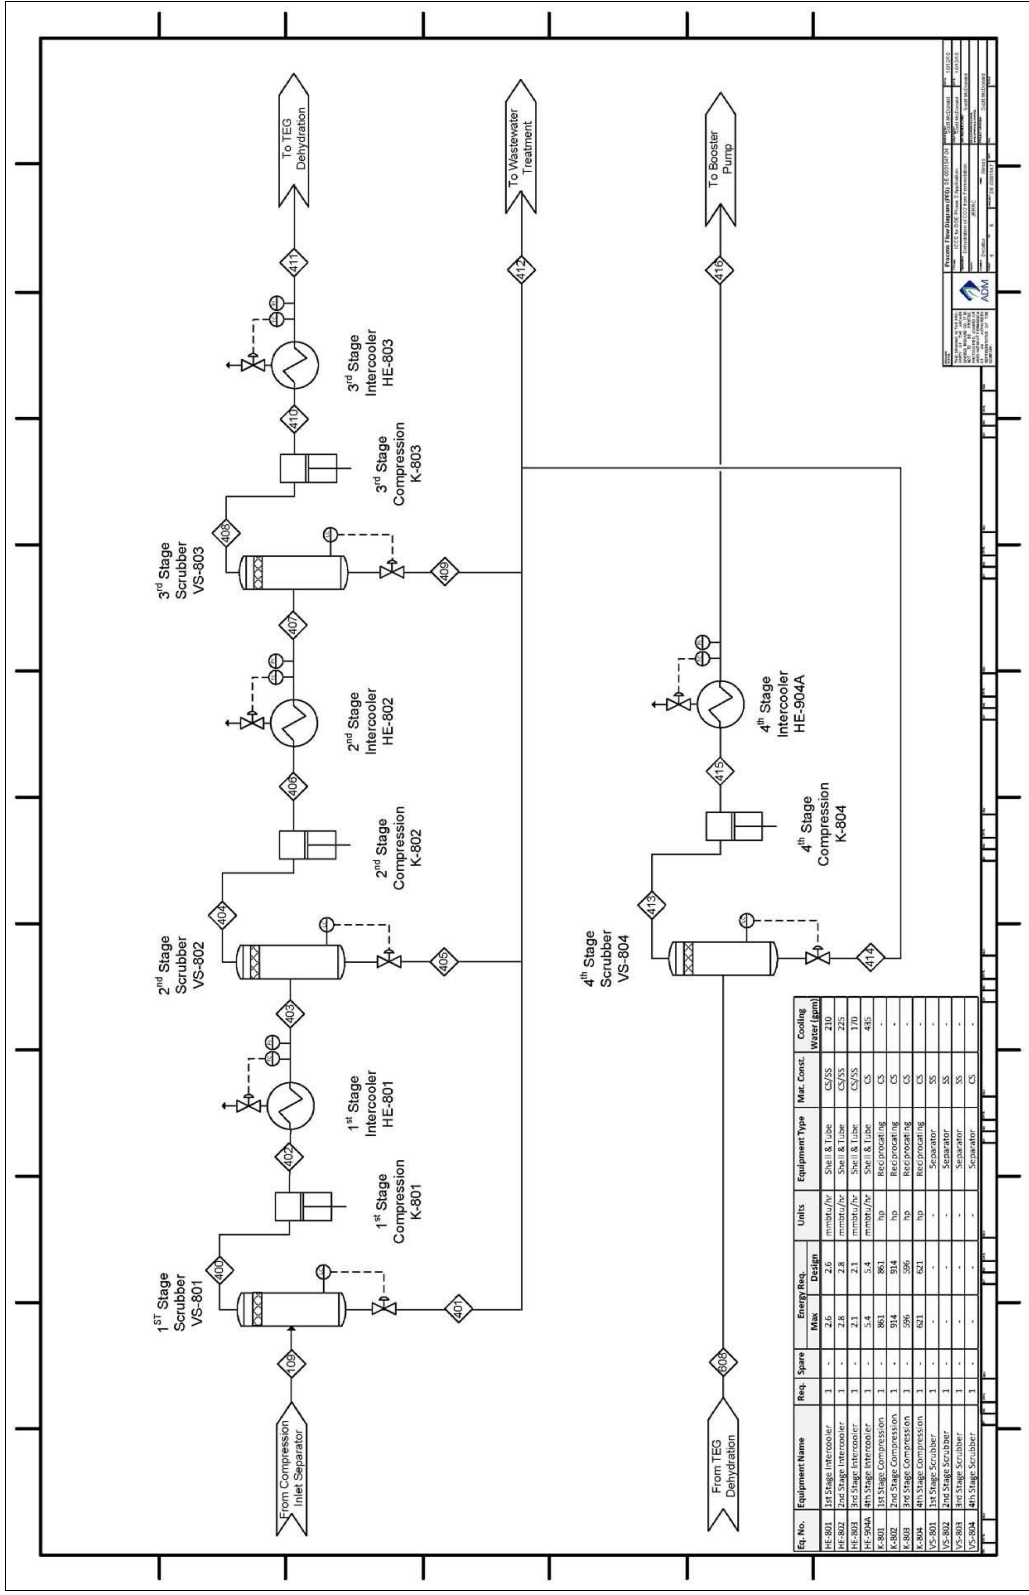 1ST Stage
Scrubber
VS-801
2nd Stage
Scrubber
VS-802
3rd Stage
Scrubber
VS-803
From Compression
Inlet Separator
109
400
401
1st Stage
Compression
K-801
402
1st Stage
Intercooler
HE-801
403
404
405
2nd Stage
Compression
K-802
406
2nd Stage
Intercooler
HE-802
407
408
409
3rd Stage
Compression
K-803
410
3rd Stage
Intercooler
HE-803
411
To TEG
Dehydration
412
To Wastewater
Treatment
From TEG
Dehydration
608
4th Stage
Scrubber
VS-804
413
414
4th Stage
Compression
K-804
415
4th Stage
Intercooler
HE-904A
416
To Booster
Pump
Eq. No. Equipment Name Req. Spare Energy Req. Units Equipment Type Mat. Const. Cooling
Max Design Water (gpm)
HE-801 1st Stage Intercooler 1 - 2.6 2.6 mmbtu/hr Shell & Tube CS/SS 210
HE-802 2nd Stage Intercooler 1 - 2.8 2.8 mmbtu/hr Shell & Tube CS/SS 225
HE-803 3rd Stage Intercooler 1 - 2.1 2.1 mmbtu/hr Shell & Tube CS/SS 170
HE-904A 4th Stage Intercooler 1 - 5.4 5.4 mmbtu/hr Shell & Tube CS 435
K-801 1st Stage Compression 1 - 861 861 hp Reciprocating CS -
K-802 2nd Stage Compression 1 - 914 914 hp Reciprocating CS -
K-803 3rd Stage Compression 1 - 596 596 hp Reciprocating CS -
K-804 4th Stage Compression 1 - 621 621 hp Reciprocating CS -
VS-801 1st Stage Scrubber 1 - - - - Separator SS -
VS-802 2nd Stage Scrubber 1 - - - - Separator SS -
VS-803 3rd Stage Scrubber 1 - - - - Separator SS -
VS-804 4th Stage Scrubber 1 - - - - Separator CS -
ADM
Process Flow Diagram (PFD)